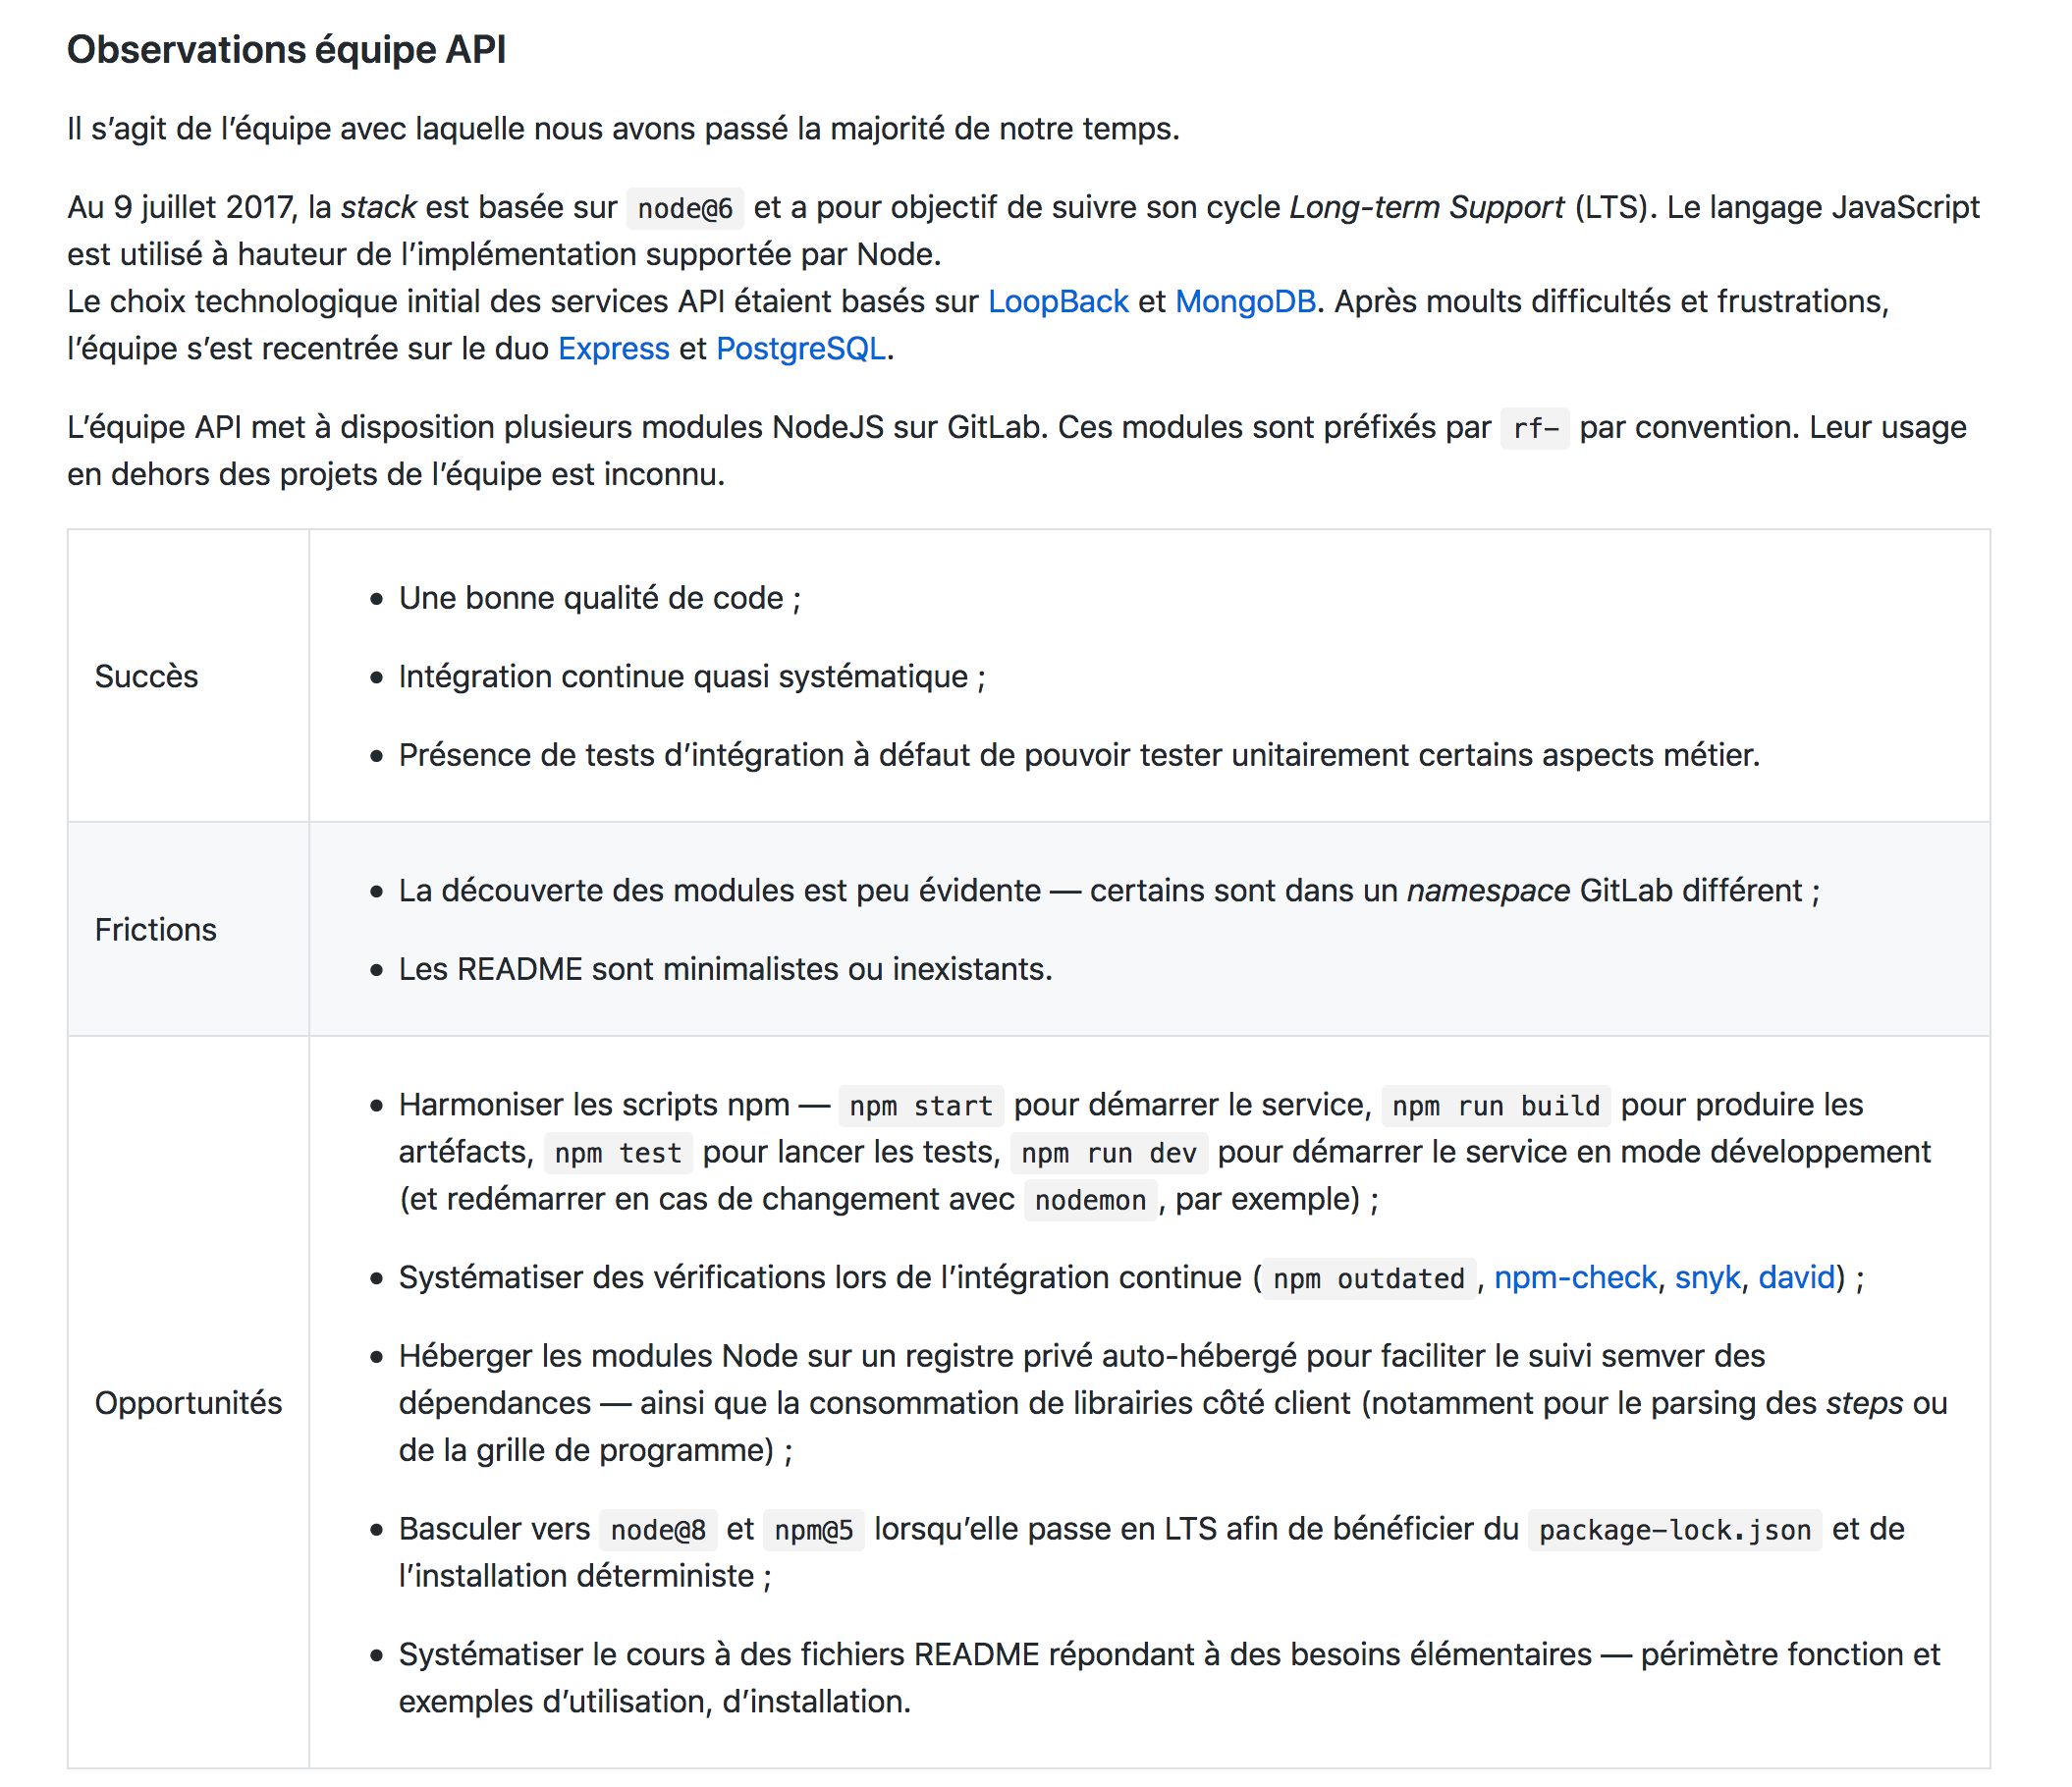 Observations équipe API
Il s’agit de l’équipe avec laquelle nous avons passé la majorité de notre temps.
Au 9 juillet 2017, la stack est basée sur node@6 et a pour objectif de suivre son cycle Long-term Support (LTS). Le langage JavaScript
est utilisé à hauteur de l’implémentation supportée par Node.
Le choix technologique initial des services API étaient basés sur LoopBack et MongoDB. Après moults difficultés et frustrations,
l’équipe s’est recentrée sur le duo Express et PostgreSQL.
L’équipe API met à disposition plusieurs modules NodeJS sur GitLab. Ces modules sont préfixés par rf- par convention. Leur usage
en dehors des projets de l’équipe est inconnu.
Succès
• Une bonne qualité de code ;
• Intégration continue quasi systématique ;
• Présence de tests d’intégration à défaut de pouvoir tester unitairement certains aspects métier.
Frictions
• La découverte des modules est peu évidente — certains sont dans un namespace GitLab différent ;
• Les README sont minimalistes ou inexistants.
Opportunités
• Harmoniser les scripts npm — npm start pour démarrer le service, npm run build pour produire les
artéfacts, npm test pour lancer les tests, npm run dev pour démarrer le service en mode développement
(et redémarrer en cas de changement avec nodemon, par exemple) ;
• Systématiser des vérifications lors de l’intégration continue (npm outdated, npm-check, snyk, david) ;
• Héberger les modules Node sur un registre privé auto-hébergé pour faciliter le suivi semver des
dépendances — ainsi que la consommation de librairies côté client (notamment pour le parsing des steps ou
de la grille de programme) ;
• Basculer vers node@8 et npm@5 lorsqu’elle passe en LTS afin de bénéficier du package-lock.json et de
l’installation déterministe ;
• Systématiser le cours à des fichiers README répondant à des besoins élémentaires — périmètre fonction et
exemples d’utilisation, d’installation.